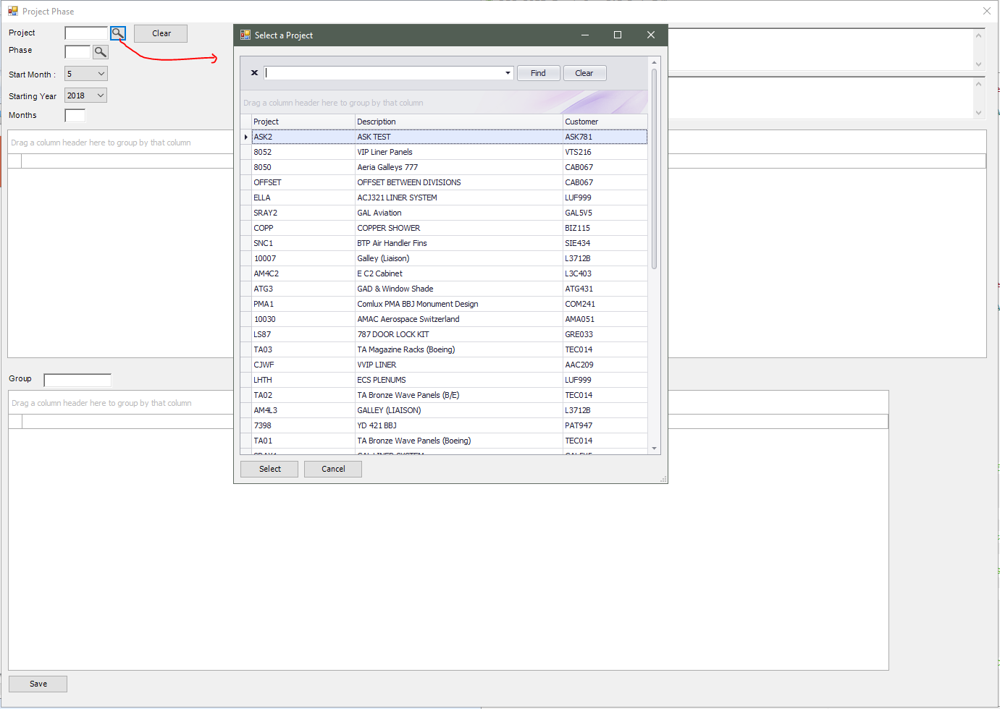 Project Phase
Project
Clear
Phase
Start Month :
5
Starting Year
2018
Months
Drag a column header here to group by that column
Group
Drag a column header here to group by that column
Save
Select a Project
Find
Clear
Drag a column header here to group by that column
Project Description Customer
ASK2 ASK TEST ASK781
8052 VIP Liner Panels VTS216
8050 Aeria Galleys 777 CAB067
OFFSET OFFSET BETWEEN DIVISIONS CAB067
ELLA ACJ321 LINER SYSTEM LUF999
SRAY2 GAL Aviation GAL5V5
COPP COPPER SHOWER BIZ115
SNC1 BTP Air Handler Fins SIE434
10007 Galley (Liaison) L3712B
AM4C2 E C2 Cabinet L3C403
ATG3 GAD & Window Shade ATG431
PMA1 Comlux PMA BBJ Monument Design COM241
10030 AMAC Aerospace Switzerland AMA051
LS87 787 DOOR LOCK KIT GRE033
TA03 TA Magazine Racks (Boeing) TEC014
CJWF VVIP LINER AAC209
LHTH ECS PLENUMS LUF999
TA02 TA Bronze Wave Panels (B/E) TEC014
AM4L3 GALLEY (LIAISON) L3712B
7398 YD 421 BBJ PAT947
TA01 TA Bronze Wave Panels (Boeing) TEC014
Select
Cancel